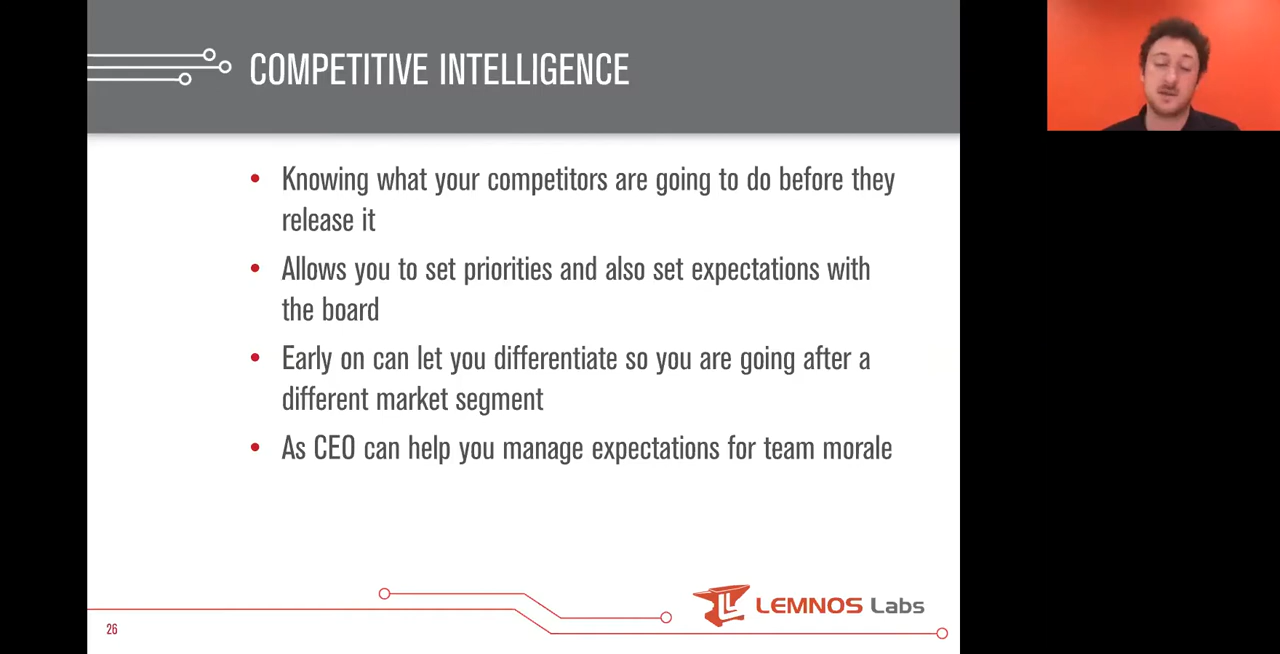 COMPETITIVE INTELLIGENCE
• Knowing what your competitors are going to do before they
release it
• Allows you to set priorities and also set expectations with
the board
• Early on can let you differentiate so you are going after a
different market segment
• As CEO can help you manage expectations for team morale
LL LEMNOS Labs
26